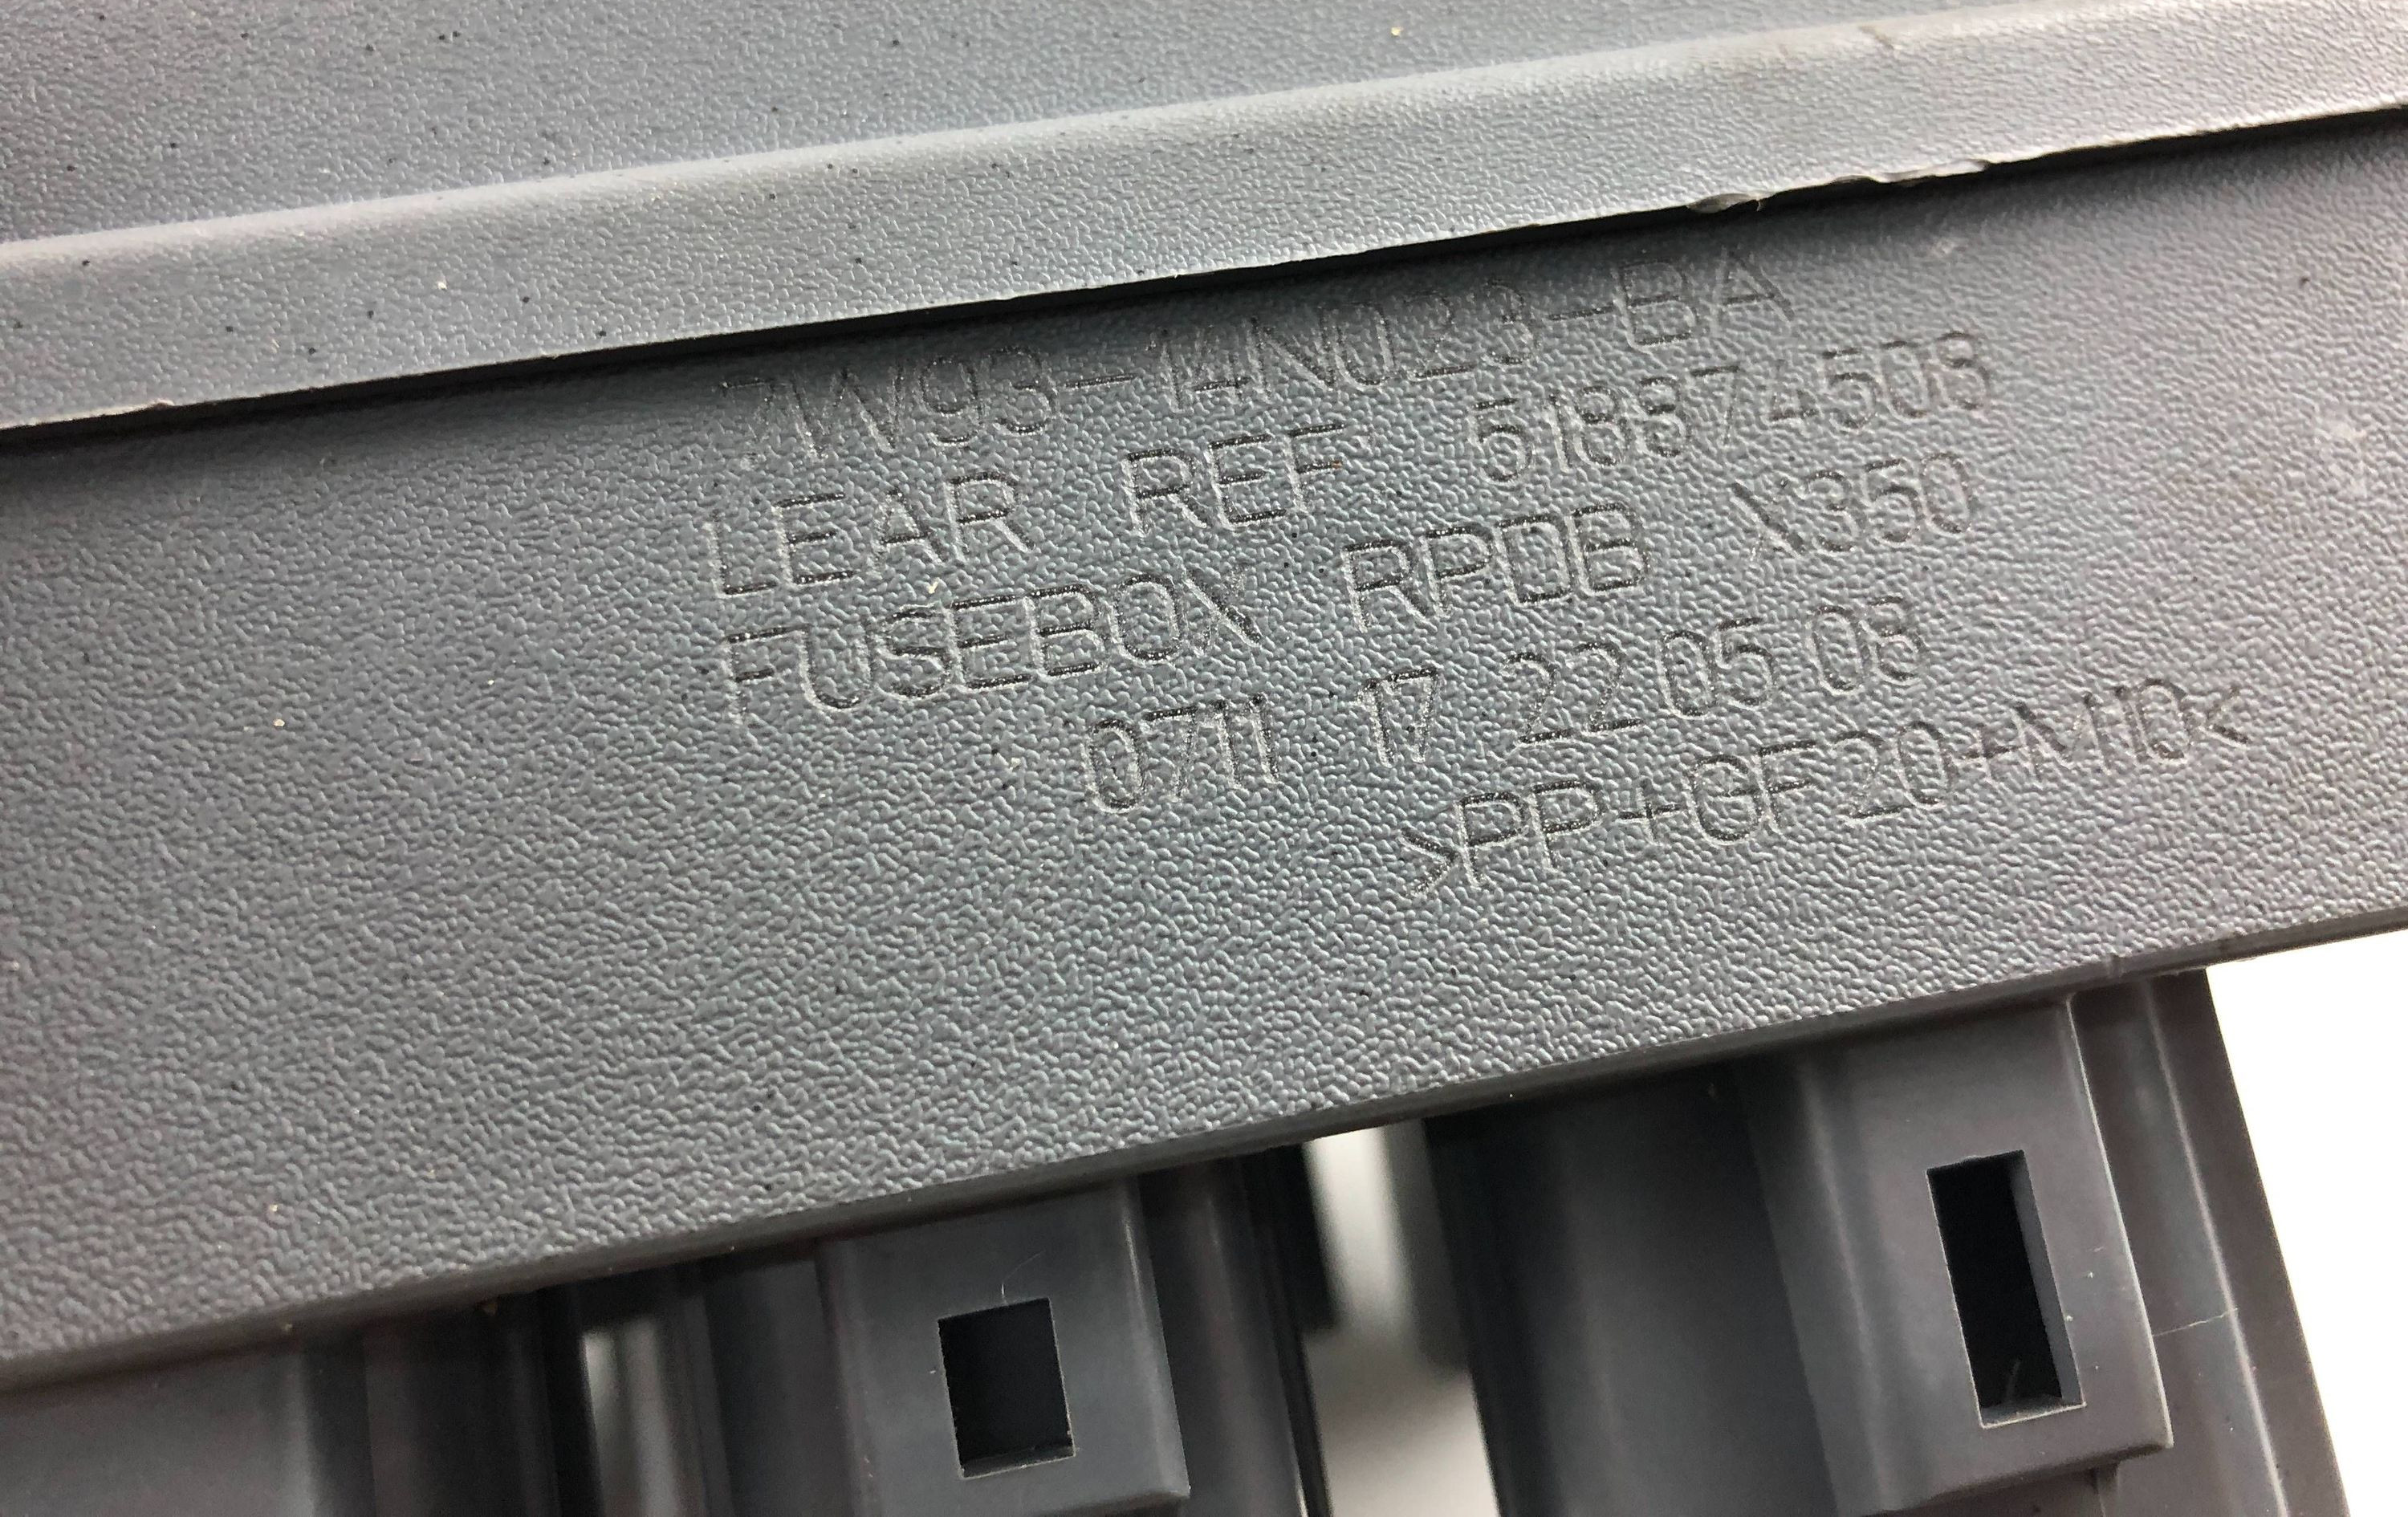 7W93-14N023-BA
LEAR REF: 518874508
FUSEBOX RPDB X350
0711 17 22 05 08
>PP+GF20+M10<